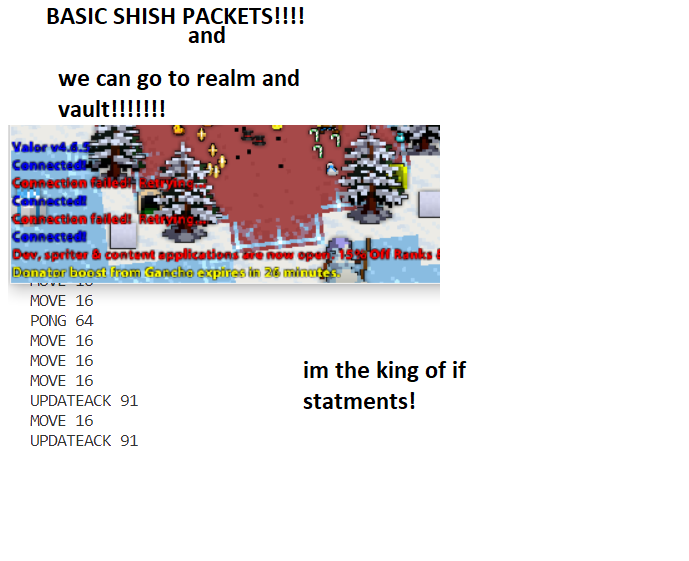 BASIC SHISH PACKETS!!!!
and
we can go to realm and
vault!!!!!!!
Valor v4.6.5
Connected!
Connection failed! Retrying...
Connected!
Connection failed! Retrying...
Connected!
Dev, spriter & content applications are now open, 15% Off Ranks &
Donator boost from Gancho expires in 26 minutes.
MOVE 16
MOVE 16
PONG 64
MOVE 16
MOVE 16
MOVE 16
UPDATEACK 91
MOVE 16
UPDATEACK 91
im the king of if
statments!